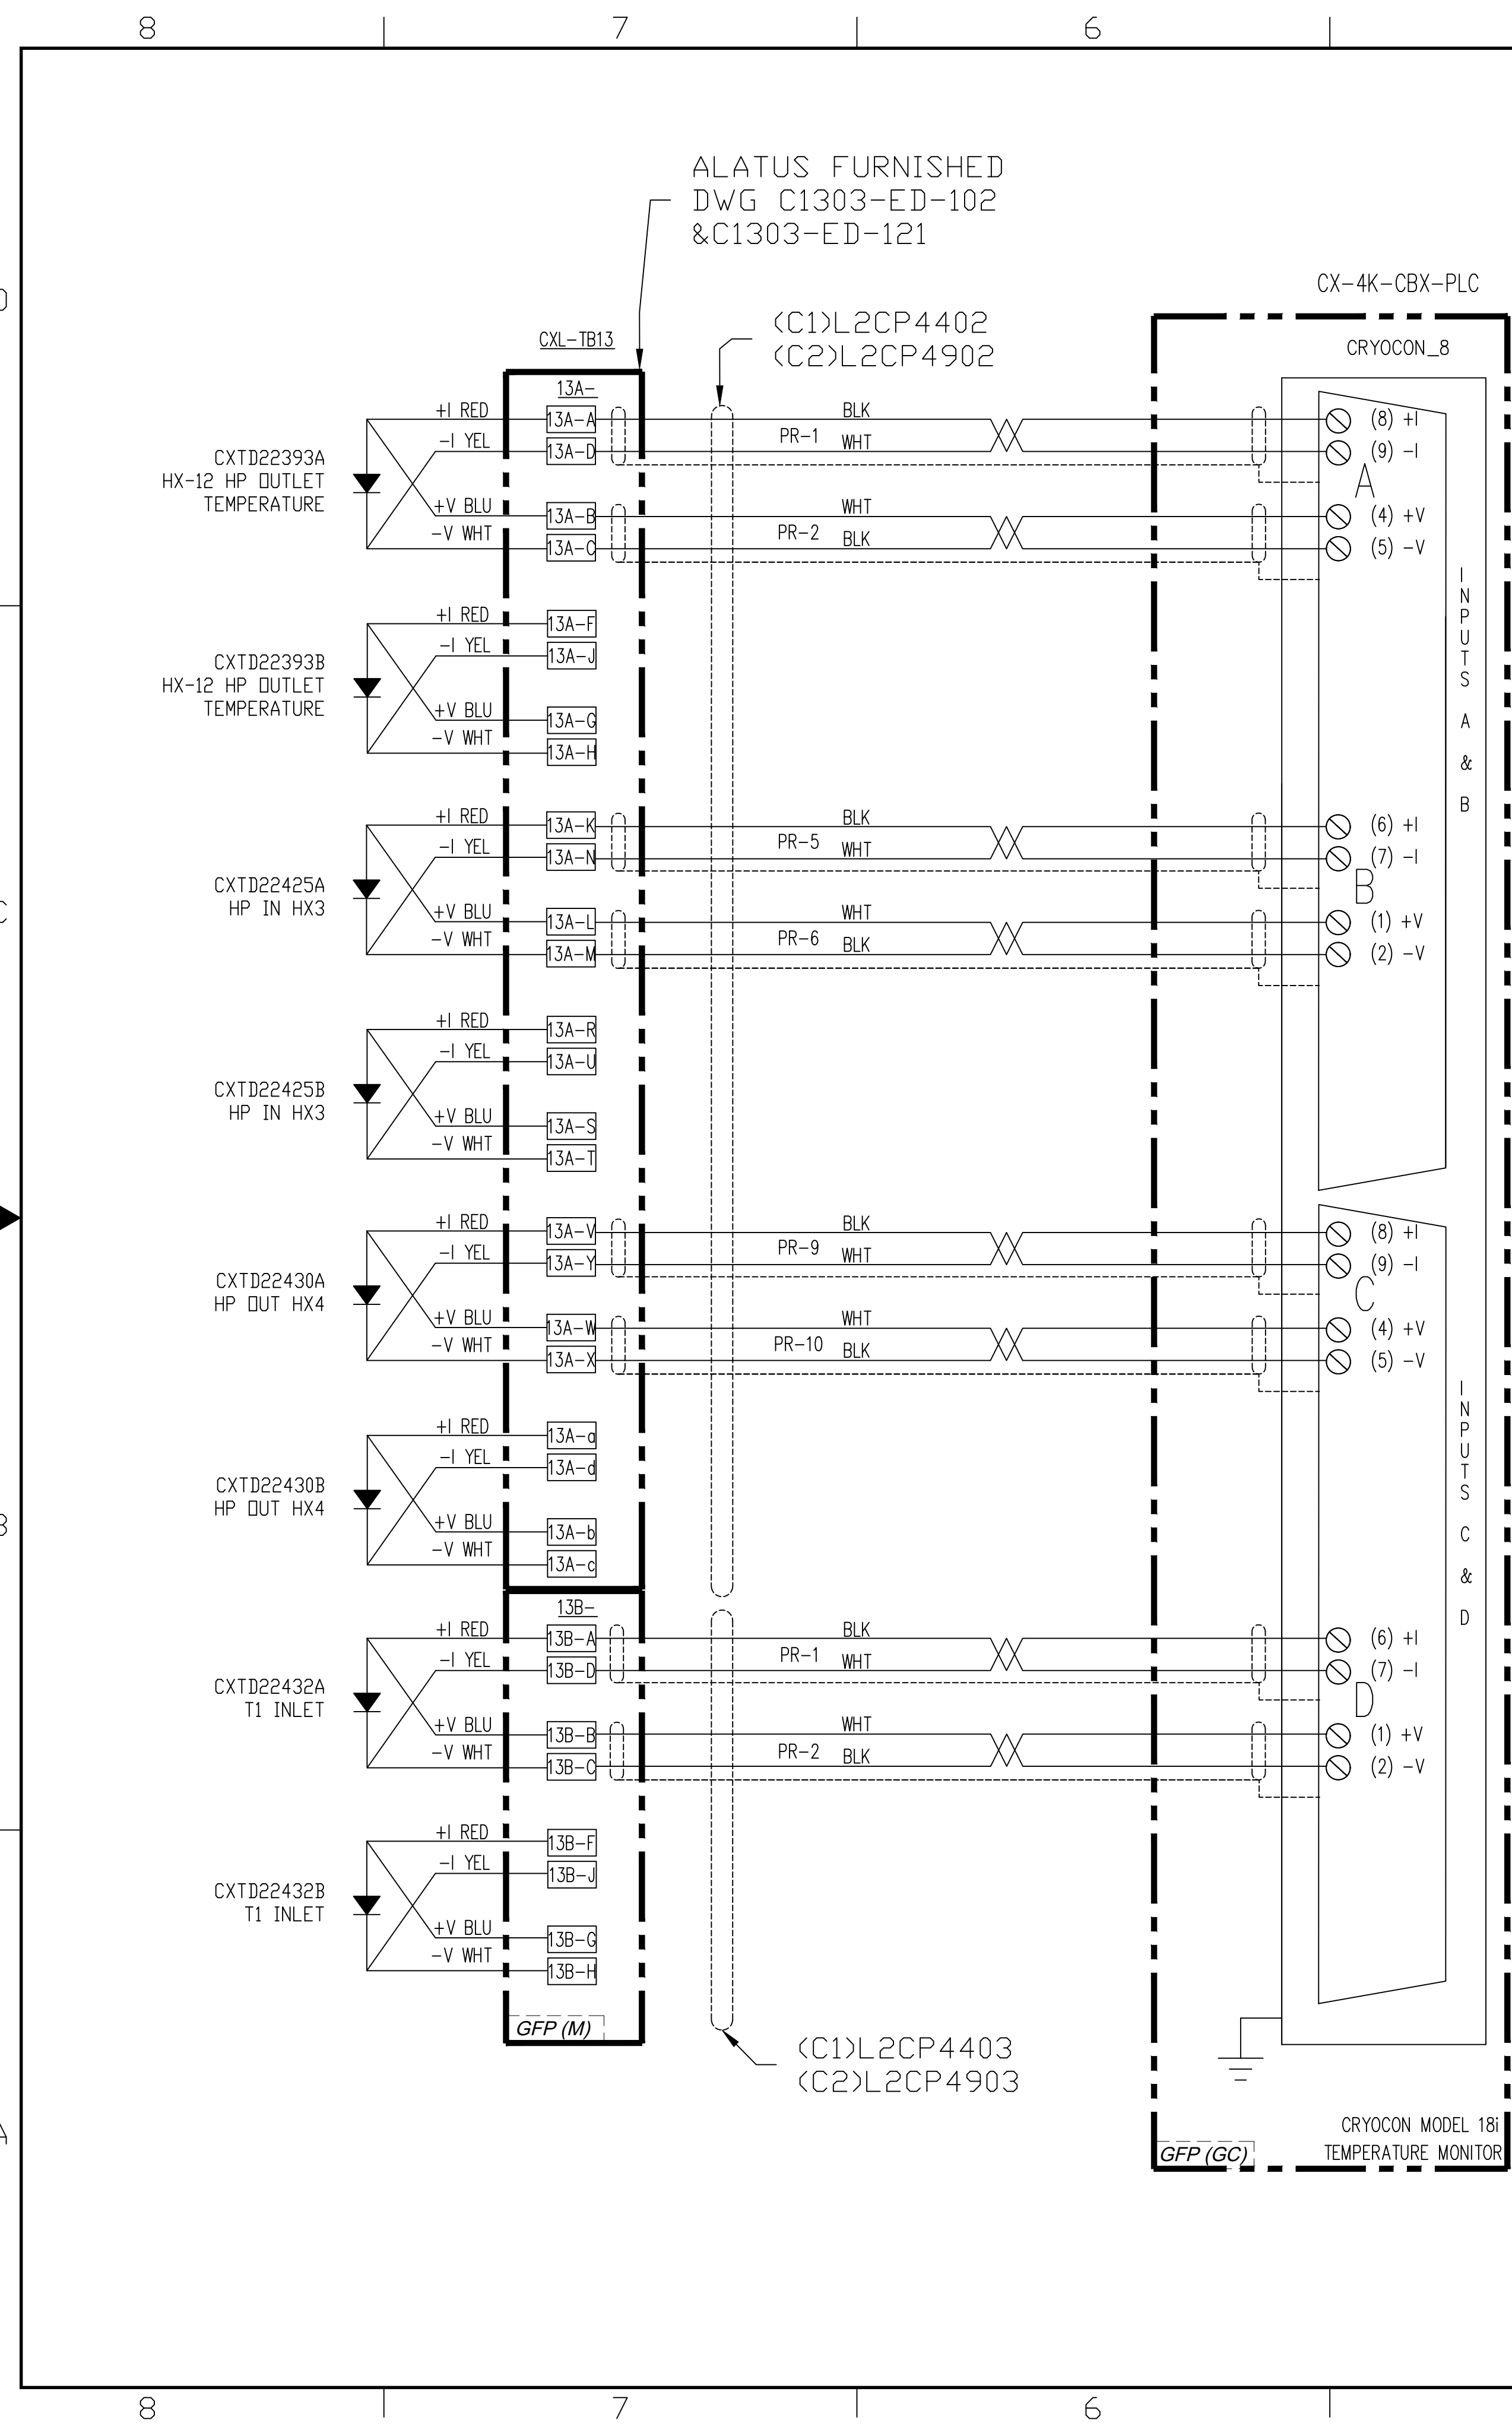 8 7 6
ALATUS FURNISHED
DWG C1303-ED-102
&C1303-ED-121
CX-4K-CBX-PLC
(C1)L2CP4402
(C2)L2CP4902
CXL-TB13
CRYOCON_8
13A-
CXTD22393A
HX-12 HP OUTLET
TEMPERATURE
+I RED 13A-A BLK (8) +I
-I YEL 13A-D PR-1 WHT (9) -I
A
+V BLU 13A-B WHT (4) +V
-V WHT 13A-C PR-2 BLK (5) -V
INPUTS A & B
CXTD22393B
HX-12 HP OUTLET
TEMPERATURE
+I RED 13A-F
-I YEL 13A-J
+V BLU 13A-G
-V WHT 13A-H
CXTD22425A
HP IN HX3
+I RED 13A-K BLK (6) +I
-I YEL 13A-N PR-5 WHT (7) -I
B
+V BLU 13A-L WHT (1) +V
-V WHT 13A-M PR-6 BLK (2) -V
CXTD22425B
HP IN HX3
+I RED 13A-R
-I YEL 13A-U
+V BLU 13A-S
-V WHT 13A-T
CXTD22430A
HP OUT HX4
+I RED 13A-V BLK (8) +I
-I YEL 13A-Y PR-9 WHT (9) -I
C
+V BLU 13A-W WHT (4) +V
-V WHT 13A-X PR-10 BLK (5) -V
INPUTS C & D
CXTD22430B
HP OUT HX4
+I RED 13A-a
-I YEL 13A-d
+V BLU 13A-b
-V WHT 13A-c
13B-
CXTD22432A
T1 INLET
+I RED 13B-A BLK (6) +I
-I YEL 13B-D PR-1 WHT (7) -I
D
+V BLU 13B-B WHT (1) +V
-V WHT 13B-C PR-2 BLK (2) -V
CXTD22432B
T1 INLET
+I RED 13B-F
-I YEL 13B-J
+V BLU 13B-G
-V WHT 13B-H
GFP (M)
(C1)L2CP4403
(C2)L2CP4903
CRYOCON MODEL 18i
TEMPERATURE MONITOR
GFP (GC)
8 7 6